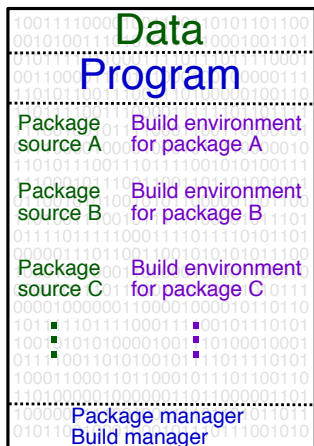 Data
Program
Package source A
Build environment for package A
Package source B
Build environment for package B
Package source C
Build environment for package C
Package manager
Build manager